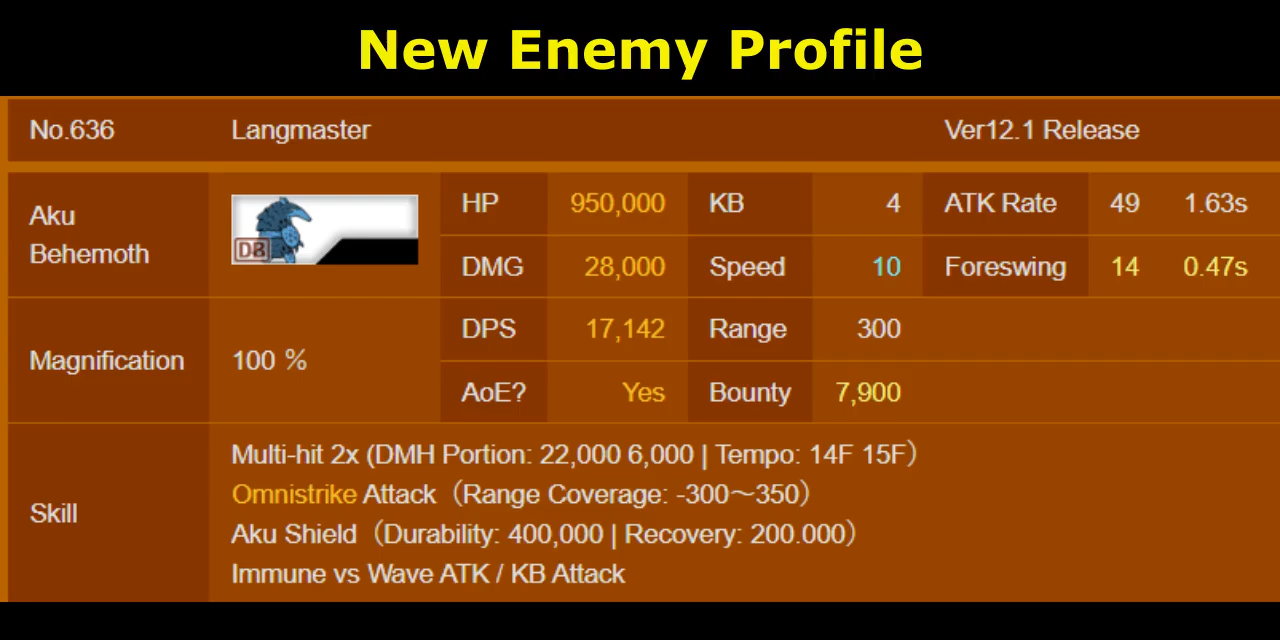 New Enemy Profile
No.636 Langmaster Ver12.1 Release
Aku Behemoth
DB
HP 950,000 KB 4 ATK Rate 49 1.63s
DMG 28,000 Speed 10 Foreswing 14 0.47s
Magnification 100 %
DPS 17,142 Range 300
AoE? Yes Bounty 7,900
Skill
Multi-hit 2x (DMH Portion: 22,000 6,000 | Tempo: 14F 15F）
Omnistrike Attack（Range Coverage: -300～350）
Aku Shield（Durability: 400,000 | Recovery: 200.000）
Immune vs Wave ATK / KB Attack